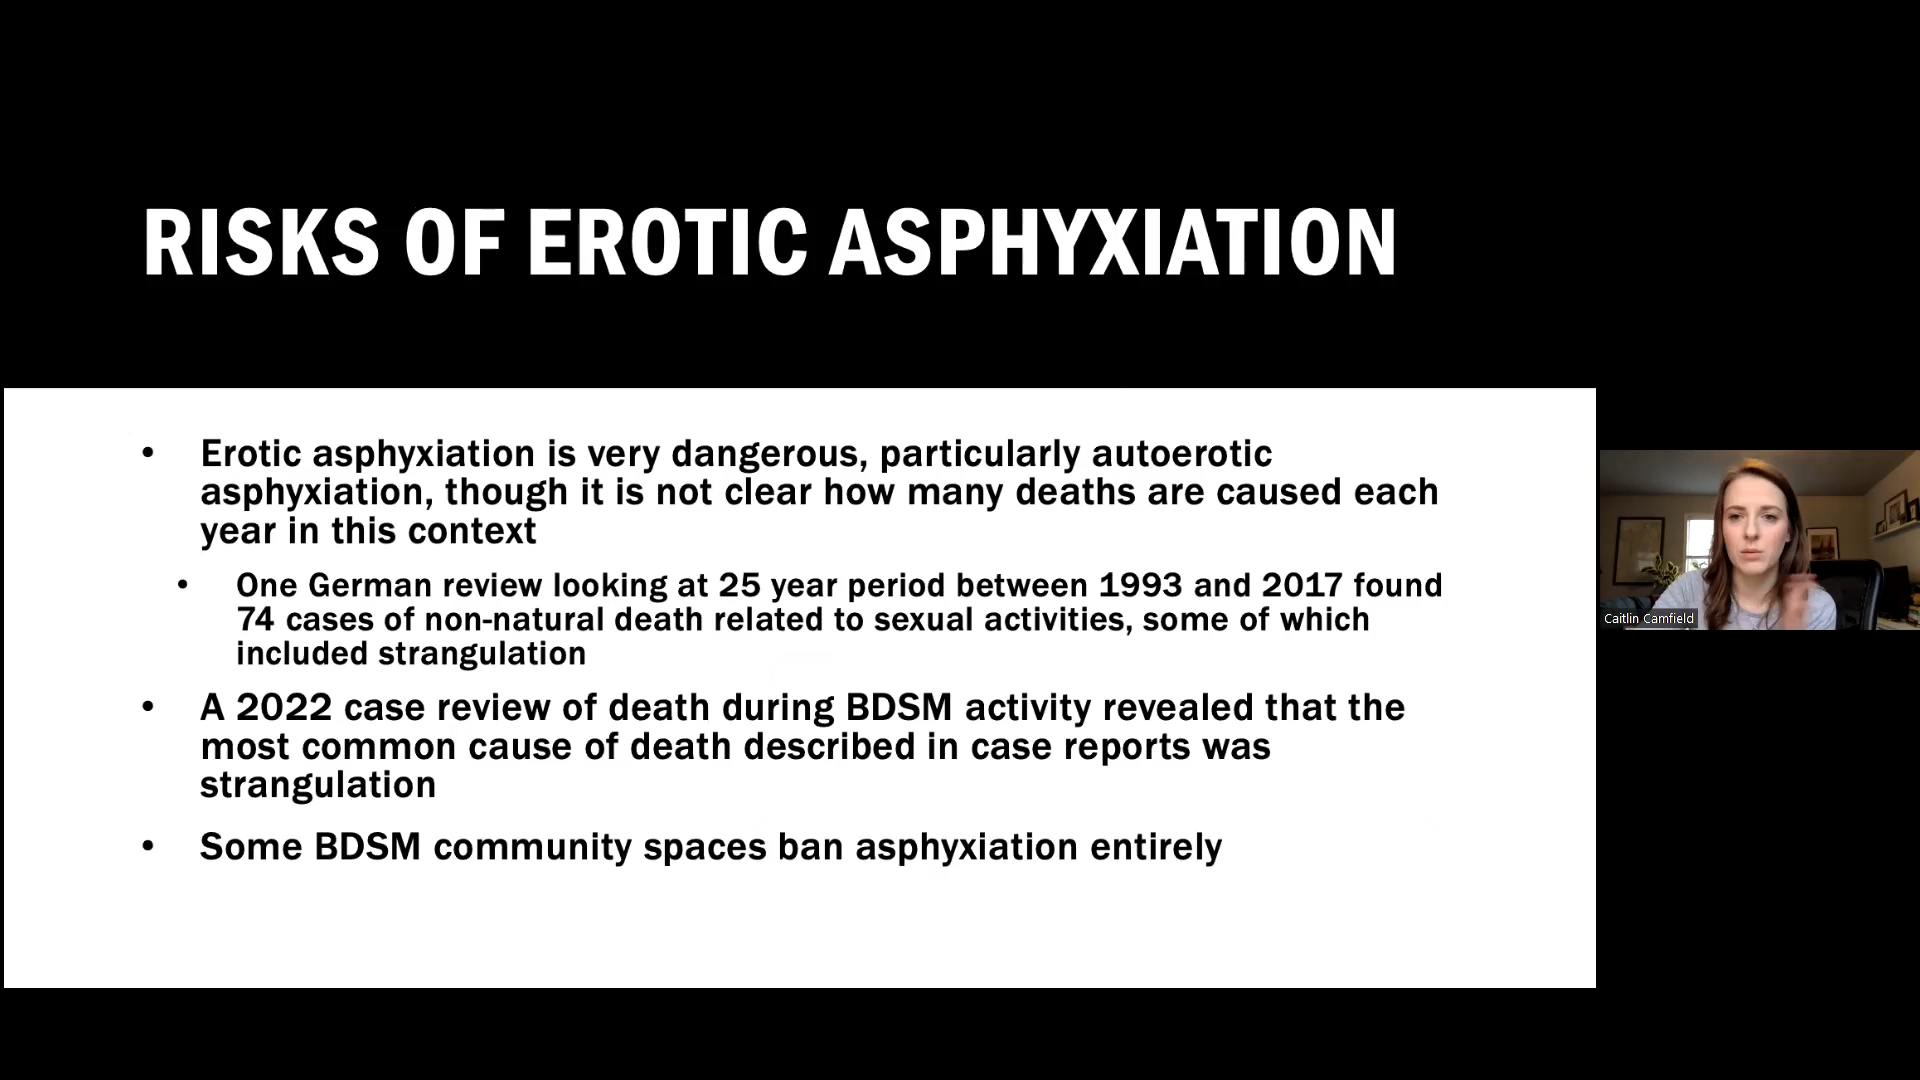 RISKS OF EROTIC ASPHYXIATION
• Erotic asphyxiation is very dangerous, particularly autoerotic
asphyxiation, though it is not clear how many deaths are caused each
year in this context
• One German review looking at 25 year period between 1993 and 2017 found
74 cases of non-natural death related to sexual activities, some of which
included strangulation
• A 2022 case review of death during BDSM activity revealed that the
most common cause of death described in case reports was
strangulation
• Some BDSM community spaces ban asphyxiation entirely
Caitlin Camfield